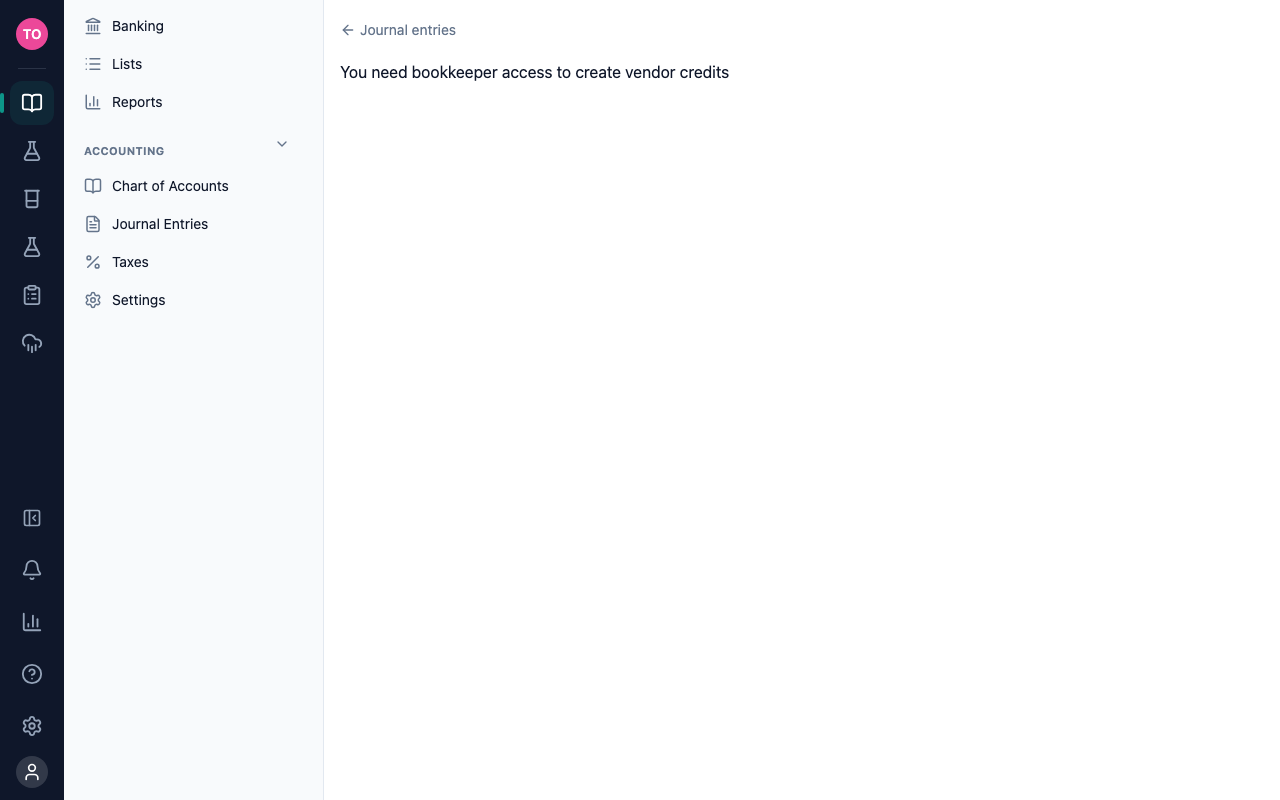 TO
Banking
Lists
Reports
ACCOUNTING
Chart of Accounts
Journal Entries
Taxes
Settings
Journal entries
You need bookkeeper access to create vendor credits